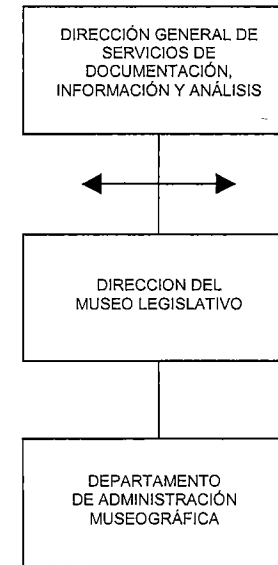 DIRECCIÓN GENERAL DE
SERVICIOS DE
DOCUMENTACIÓN,
INFORMACIÓN Y ANÁLISIS
DIRECCION DEL
MUSEO LEGISLATIVO
DEPARTAMENTO
DE ADMINISTRACIÓN
MUSEOGRÁFICA